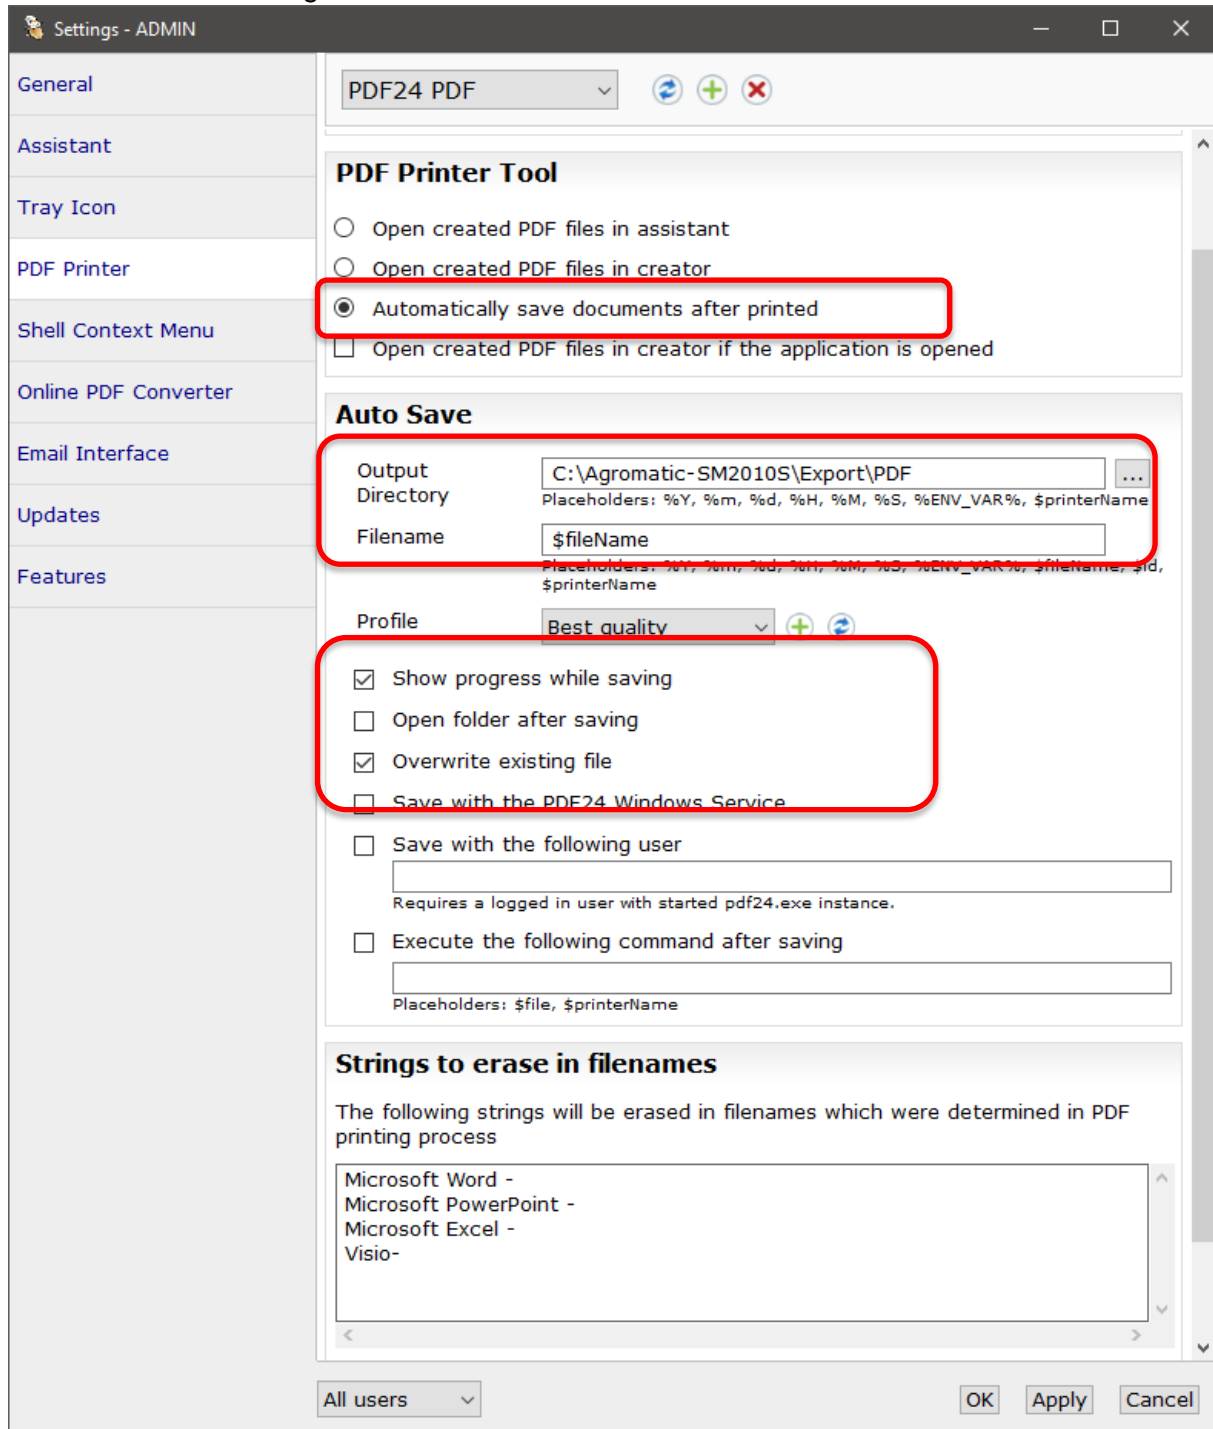 Settings - ADMIN
General
Assistant
Tray Icon
PDF Printer
Shell Context Menu
Online PDF Converter
Email Interface
Updates
Features
PDF24 PDF
PDF Printer Tool
Open created PDF files in assistant
Open created PDF files in creator
Automatically save documents after printed
Open created PDF files in creator if the application is opened
Auto Save
Output Directory
C:\Agromatic-SM2010S\Export\PDF
...
Placeholders: %Y, %m, %d, %H, %M, %S, %ENV_VAR%, $printerName
Filename
$fileName
Placeholders: %Y, %m, %d, %H, %M, %S, %ENV_VAR%, $fileName, $id,
$printerName
Profile
Best quality
Show progress while saving
Open folder after saving
Overwrite existing file
Save with the PDF24 Windows Service
Save with the following user
Requires a logged in user with started pdf24.exe instance.
Execute the following command after saving
Placeholders: $file, $printerName
Strings to erase in filenames
The following strings will be erased in filenames which were determined in PDF
printing process
Microsoft Word -
Microsoft PowerPoint -
Microsoft Excel -
Visio-
All users
OK
Apply
Cancel